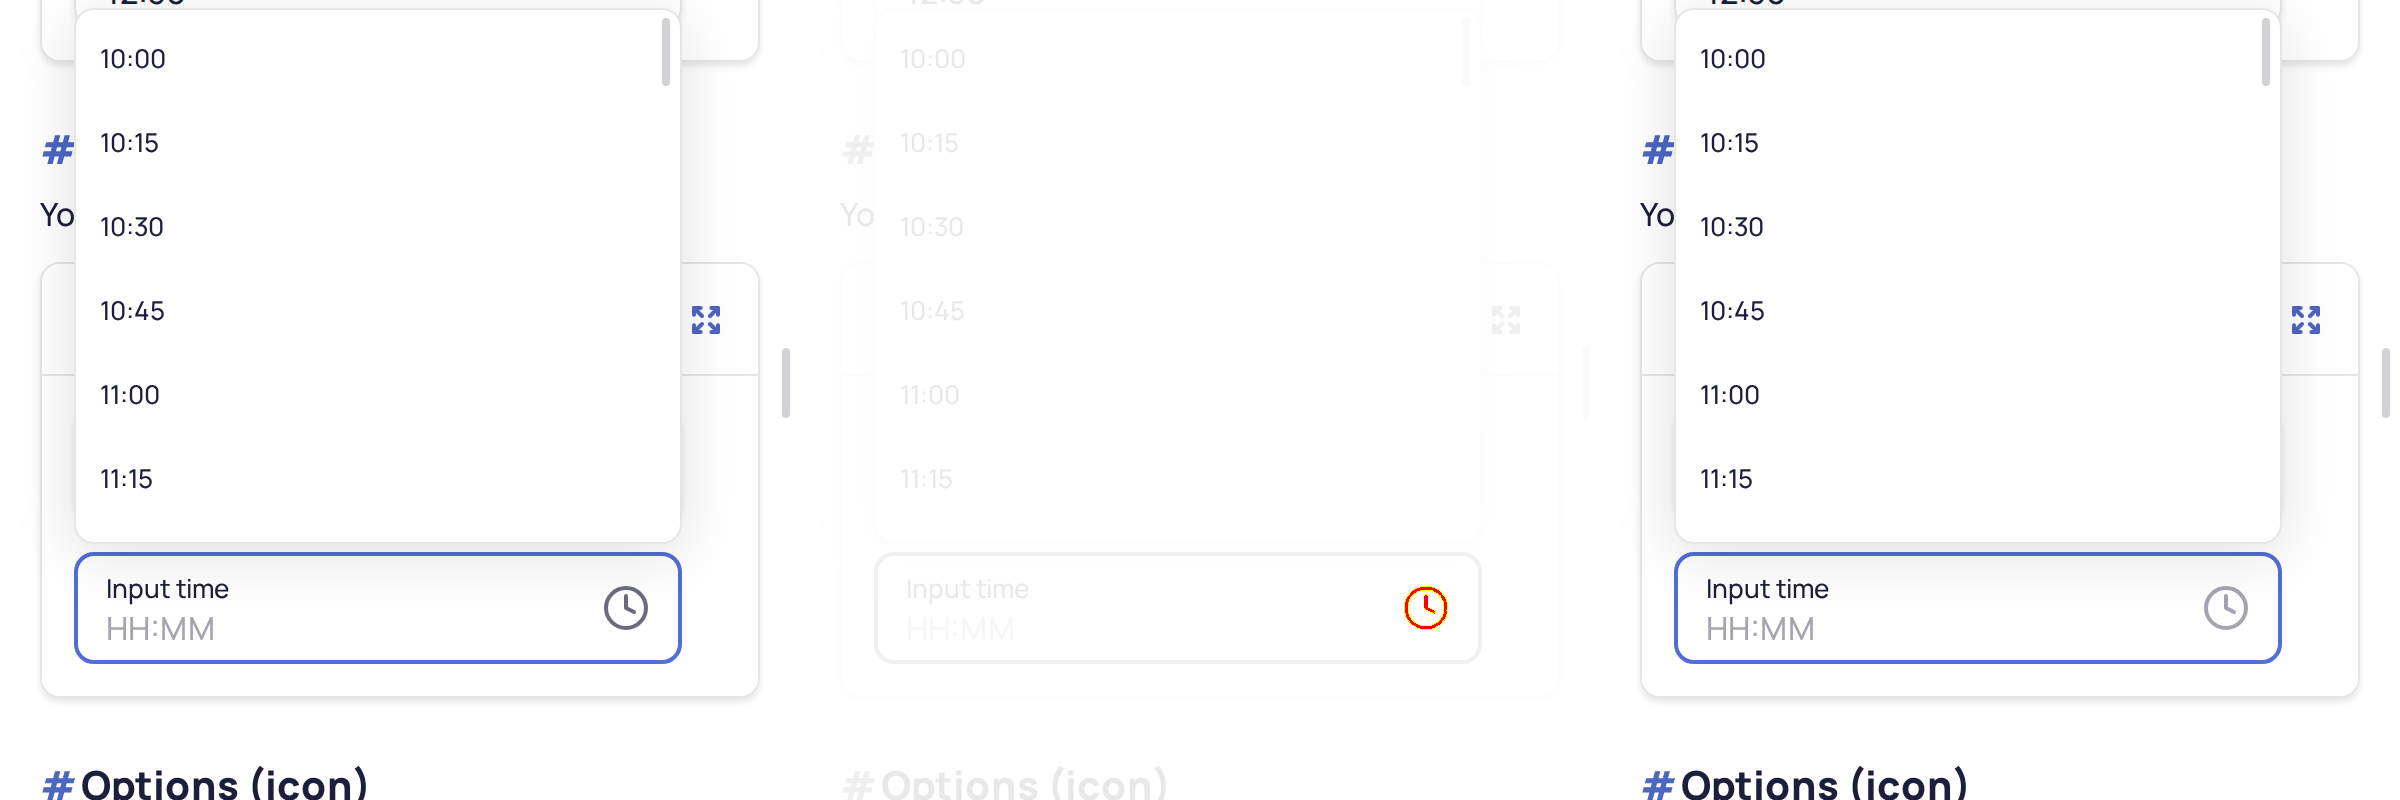 10:00 10:00 10:00
10:15 10:15 10:15
# # #
Yo Yo Yo
10:30 10:30 10:30
10:45 10:45 10:45
11:00 11:00 11:00
11:15 11:15 11:15
Input time Input time Input time
HH:MM HH:MM HH:MM
# Options (icon) # Options (icon) # Options (icon)